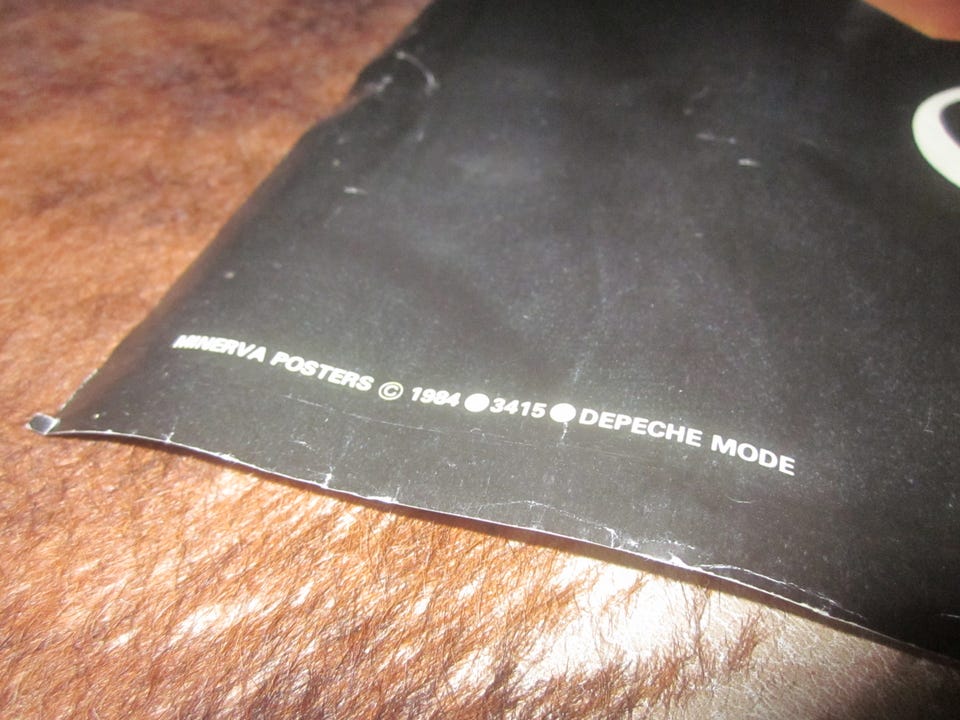 MINERVA POSTERS © 1984 ● 3415 ● DEPECHE MODE